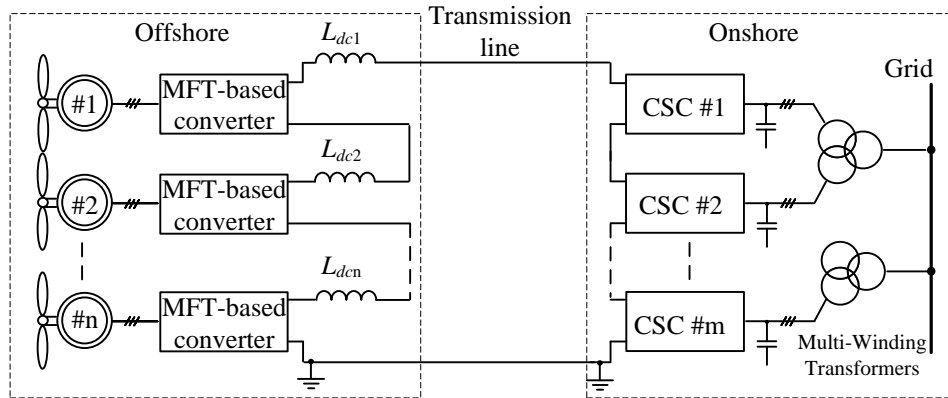 Offshore
Transmission
line
Onshore
L_dc1
Grid
#1
MFT-based
converter
CSC #1
L_dc2
#2
MFT-based
converter
CSC #2
L_dcn
#n
MFT-based
converter
CSC #m
Multi-Winding
Transformers